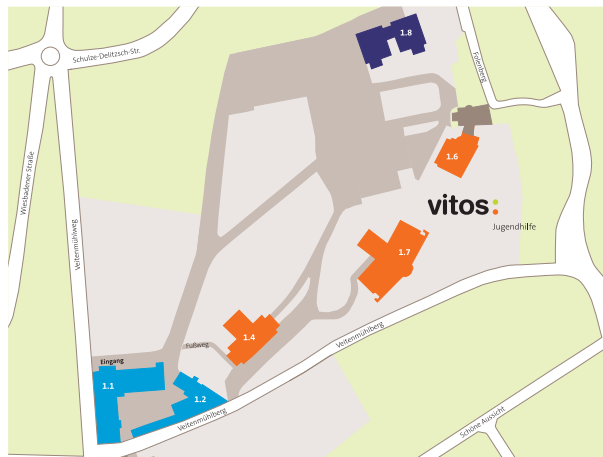 1.8
Schulze-Delitzsch-Str.
Folenberg
1.6
Wiesbadener Straße
vitos:
Jugendhilfe
Veitenmühlweg
1.7
1.4
Veitenmühlberg
Fußweg
Eingang
1.1
1.2
Veitenmühlberg
Schöne Aussicht